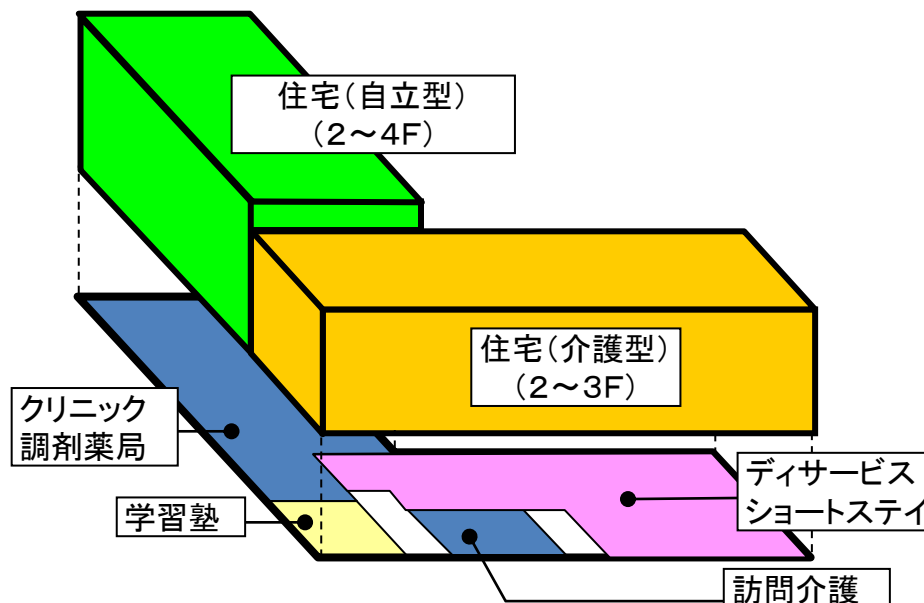 住宅(自立型)
(2～4F)
住宅(介護型)
(2～3F)
クリニック
調剤薬局
学習塾
ディサービス
ショートステイ
訪問介護